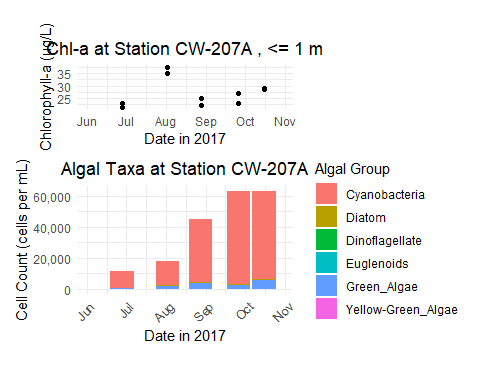 Chl-a at Station CW-207A , <= 1 m
Chlorophyll-a (µg/L)
35
30
25
Jun Jul Aug Sep Oct Nov
Date in 2017
Algal Taxa at Station CW-207A
Cell Count (cells per mL)
60,000
20,000
0
Jun Jul Aug Sep Oct Nov
Date in 2017
Algal Group
Cyanobacteria
Diatom
Dinoflagellate
Euglenoids
Green_Algae
Yellow-Green_Algae